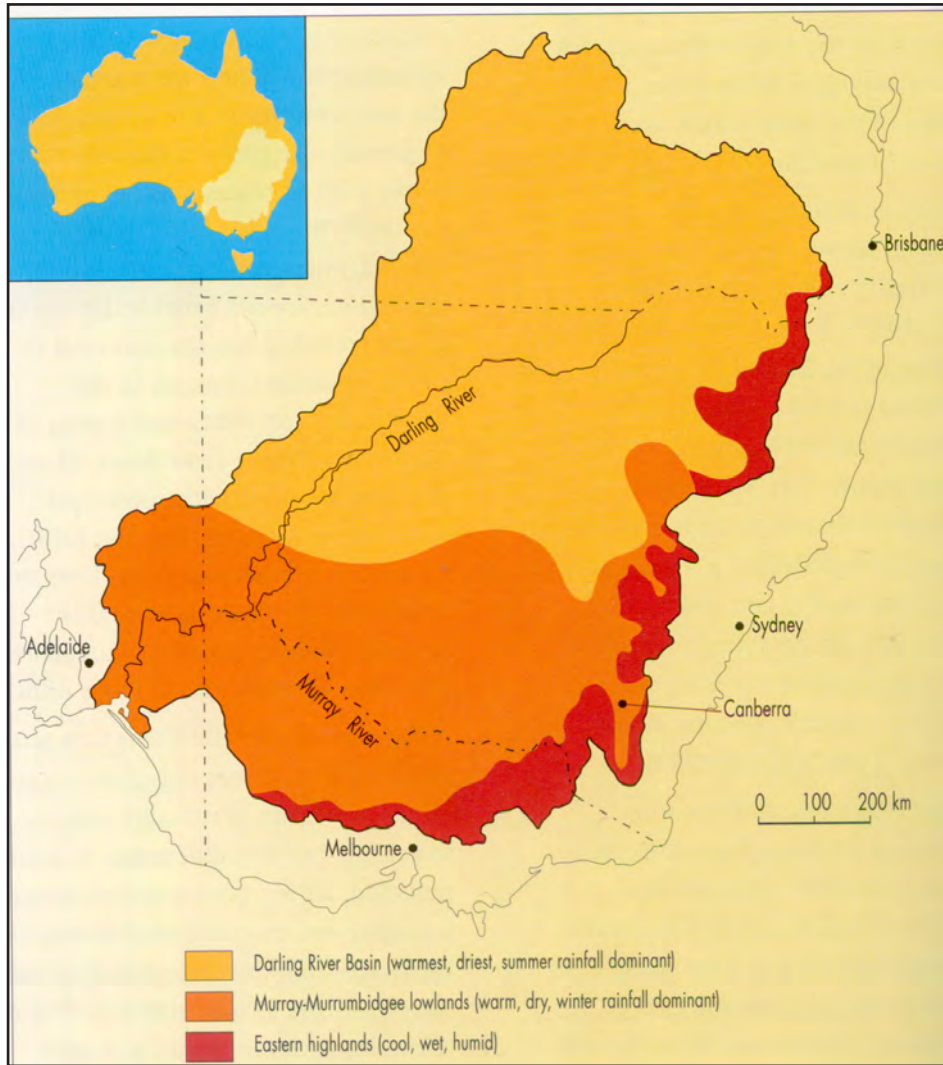 Brisbane
Darling River
Adelaide
Sydney
Murray River
Canberra
0 100 200 km
Melbourne
Darling River Basin (warmest, driest, summer rainfall dominant)
Murray-Murrumbidgee lowlands (warm, dry, winter rainfall dominant)
Eastern highlands (cool, wet, humid)